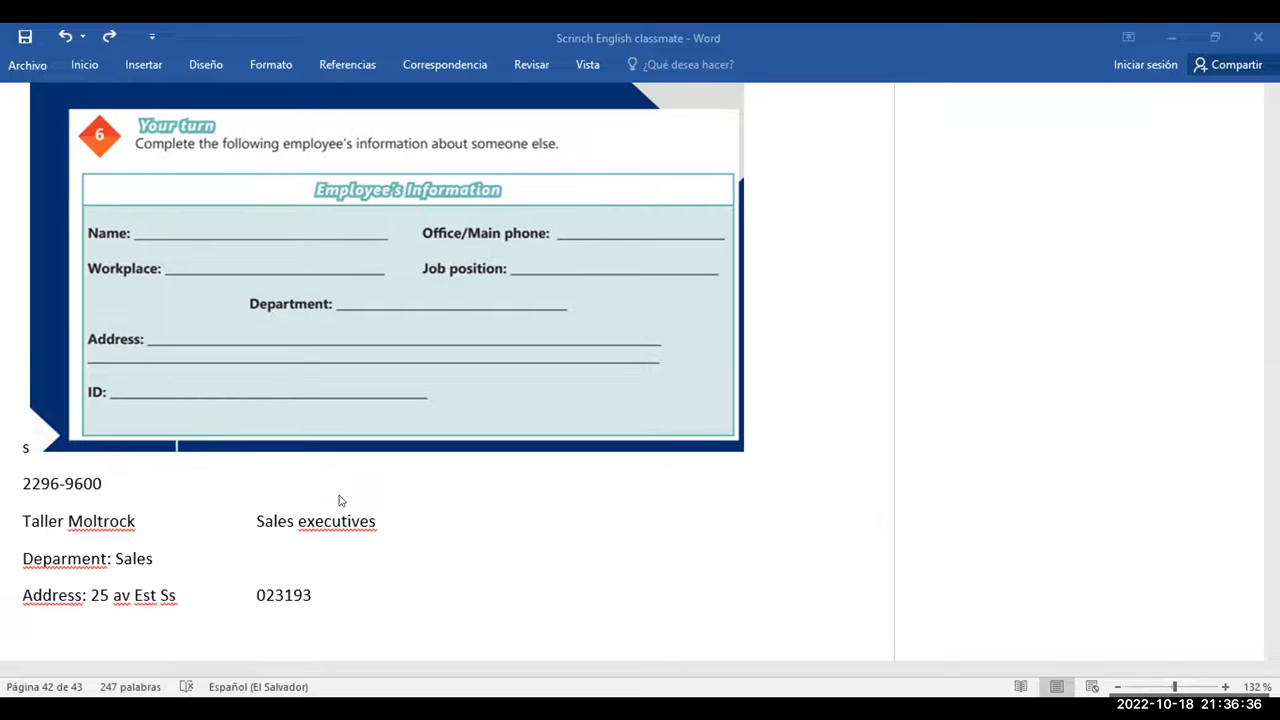 Scrinch English classmate - Word
Archivo Inicio Insertar Diseño Formato Referencias Correspondencia Revisar Vista ¿Qué desea hacer? Iniciar sesión Compartir
6 Your turn
Complete the following employee's information about someone else.
Employee's Information
Name: Office/Main phone:
Workplace: Job position:
Department:
Address:
ID:
s
2296-9600
Taller Moltrock Sales executives
Deparment: Sales
Address: 25 av Est Ss 023193
Página 42 de 43 247 palabras Español (El Salvador) 132 %
2022-10-18 21:36:36